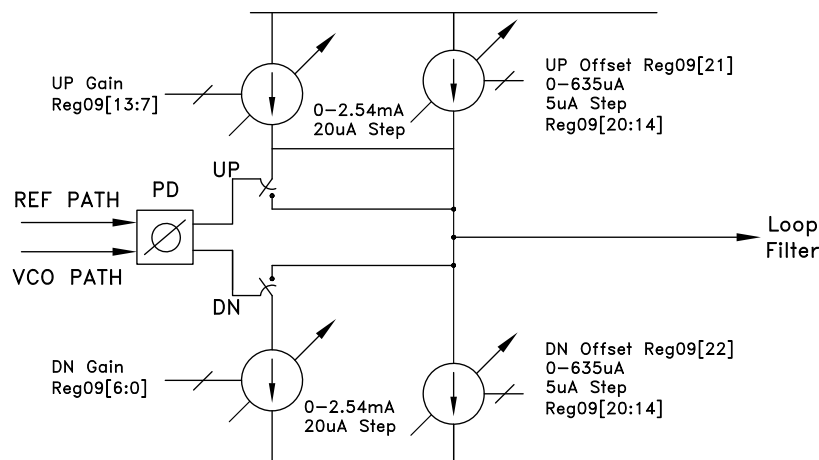 UP Gain
Reg09[13:7]
0–2.54mA
20uA Step
UP Offset Reg09[21]
0–635uA
5uA Step
Reg09[20:14]
UP
PD
REF PATH
VCO PATH
Loop
Filter
DN
DN Gain
Reg09[6:0]
0–2.54mA
20uA Step
DN Offset Reg09[22]
0–635uA
5uA Step
Reg09[20:14]